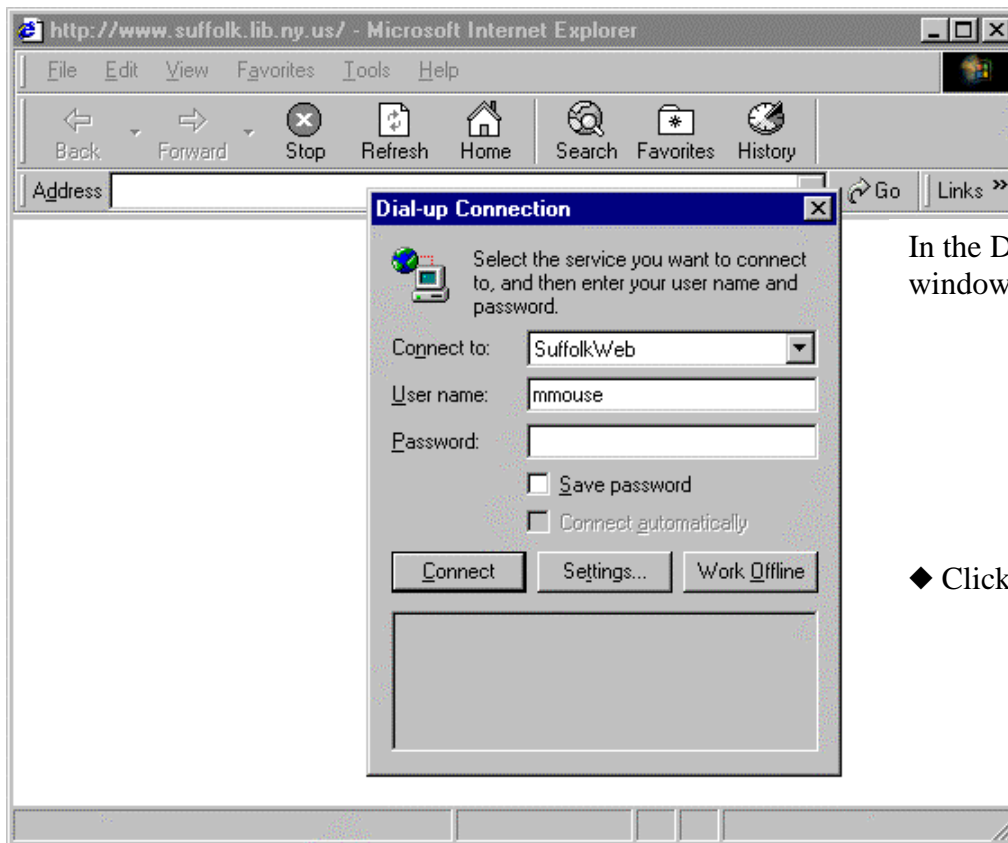 http://www.suffolk.lib.ny.us/ - Microsoft Internet Explorer
File Edit View Favorites Tools Help
Back Forward Stop Refresh Home Search Favorites History
Address Go Links »
Dial-up Connection
Select the service you want to connect
to, and then enter your user name and
password.
Connect to: SuffolkWeb
User name: mmouse
Password:
Save password
Connect automatically
Connect Settings... Work Offline
In the D
window
◆ Click